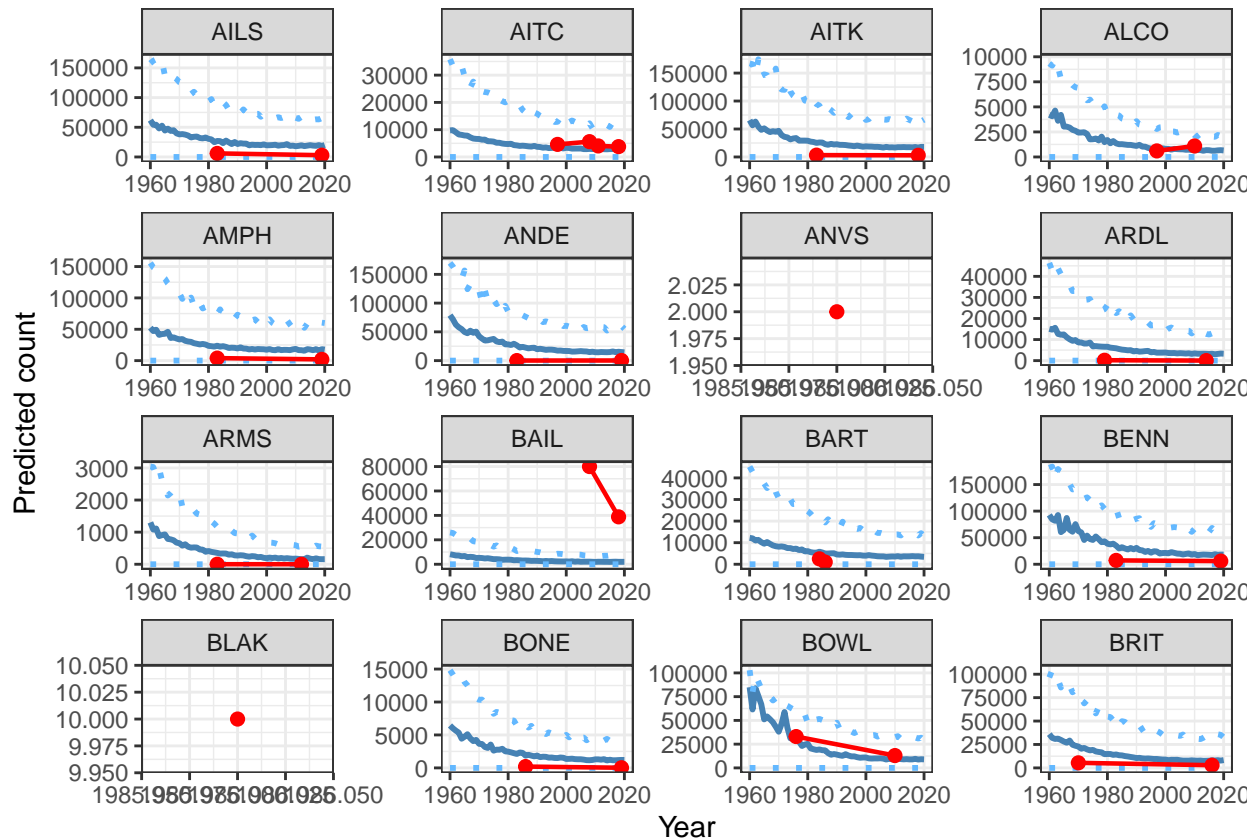 AILS AITC AITK ALCO
150000 100000 50000 0
30000 20000 10000 0
150000 100000 50000 0
10000 7500 5000 2500 0
1960 1980 2000 2020 1960 1980 2000 2020 1960 1980 2000 2020 1960 1980 2000 2020
AMPH ANDE ANVS ARDL
150000 100000 50000 0
150000 100000 50000 0
2.025 2.000 1.975 1.950
40000 30000 20000 10000 0
1960 1980 2000 2020 1960 1980 2000 2020 1960 1980 2000 2020
ARMS BAIL BART BENN
3000 2000 1000 0
80000 60000 40000 20000 0
40000 30000 20000 10000 0
150000 100000 50000 0
1960 1980 2000 2020 1960 1980 2000 2020 1960 1980 2000 2020 1960 1980 2000 2020
BLAK BONE BOWL BRIT
10.050 10.025 10.000 9.975 9.950
15000 10000 5000 0
100000 75000 50000 25000 0
100000 75000 50000 25000 0
1960 1980 2000 2020 1960 1980 2000 2020 1960 1980 2000 2020
Predicted count
Year